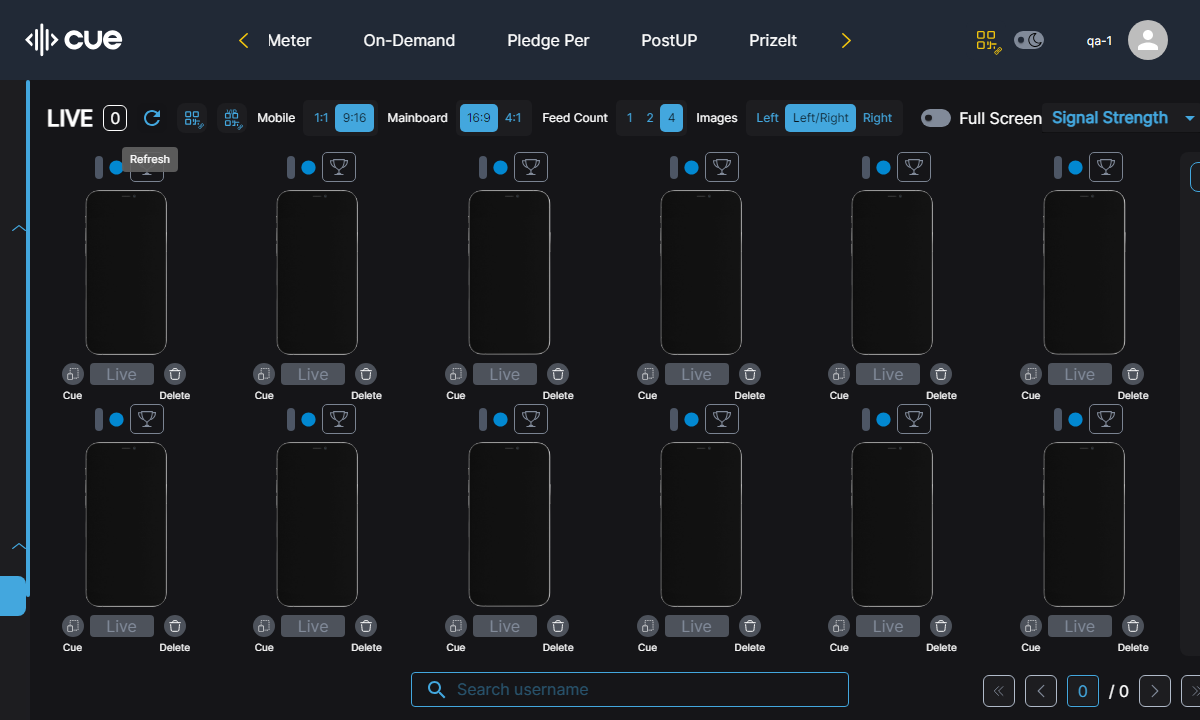 cue
Meter On-Demand Pledge Per PostUP PrizeIt
qa-1
LIVE 0 Mobile 1:1 9:16 Mainboard 16:9 4:1 Feed Count 1 2 4 Images Left Left/Right Right Full Screen Signal Strength
Refresh
Live Live Live Live Live Live
Cue Delete Cue Delete Cue Delete Cue Delete Cue Delete Cue Delete
Live Live Live Live Live Live
Cue Delete Cue Delete Cue Delete Cue Delete Cue Delete Cue Delete
Search username
0 / 0